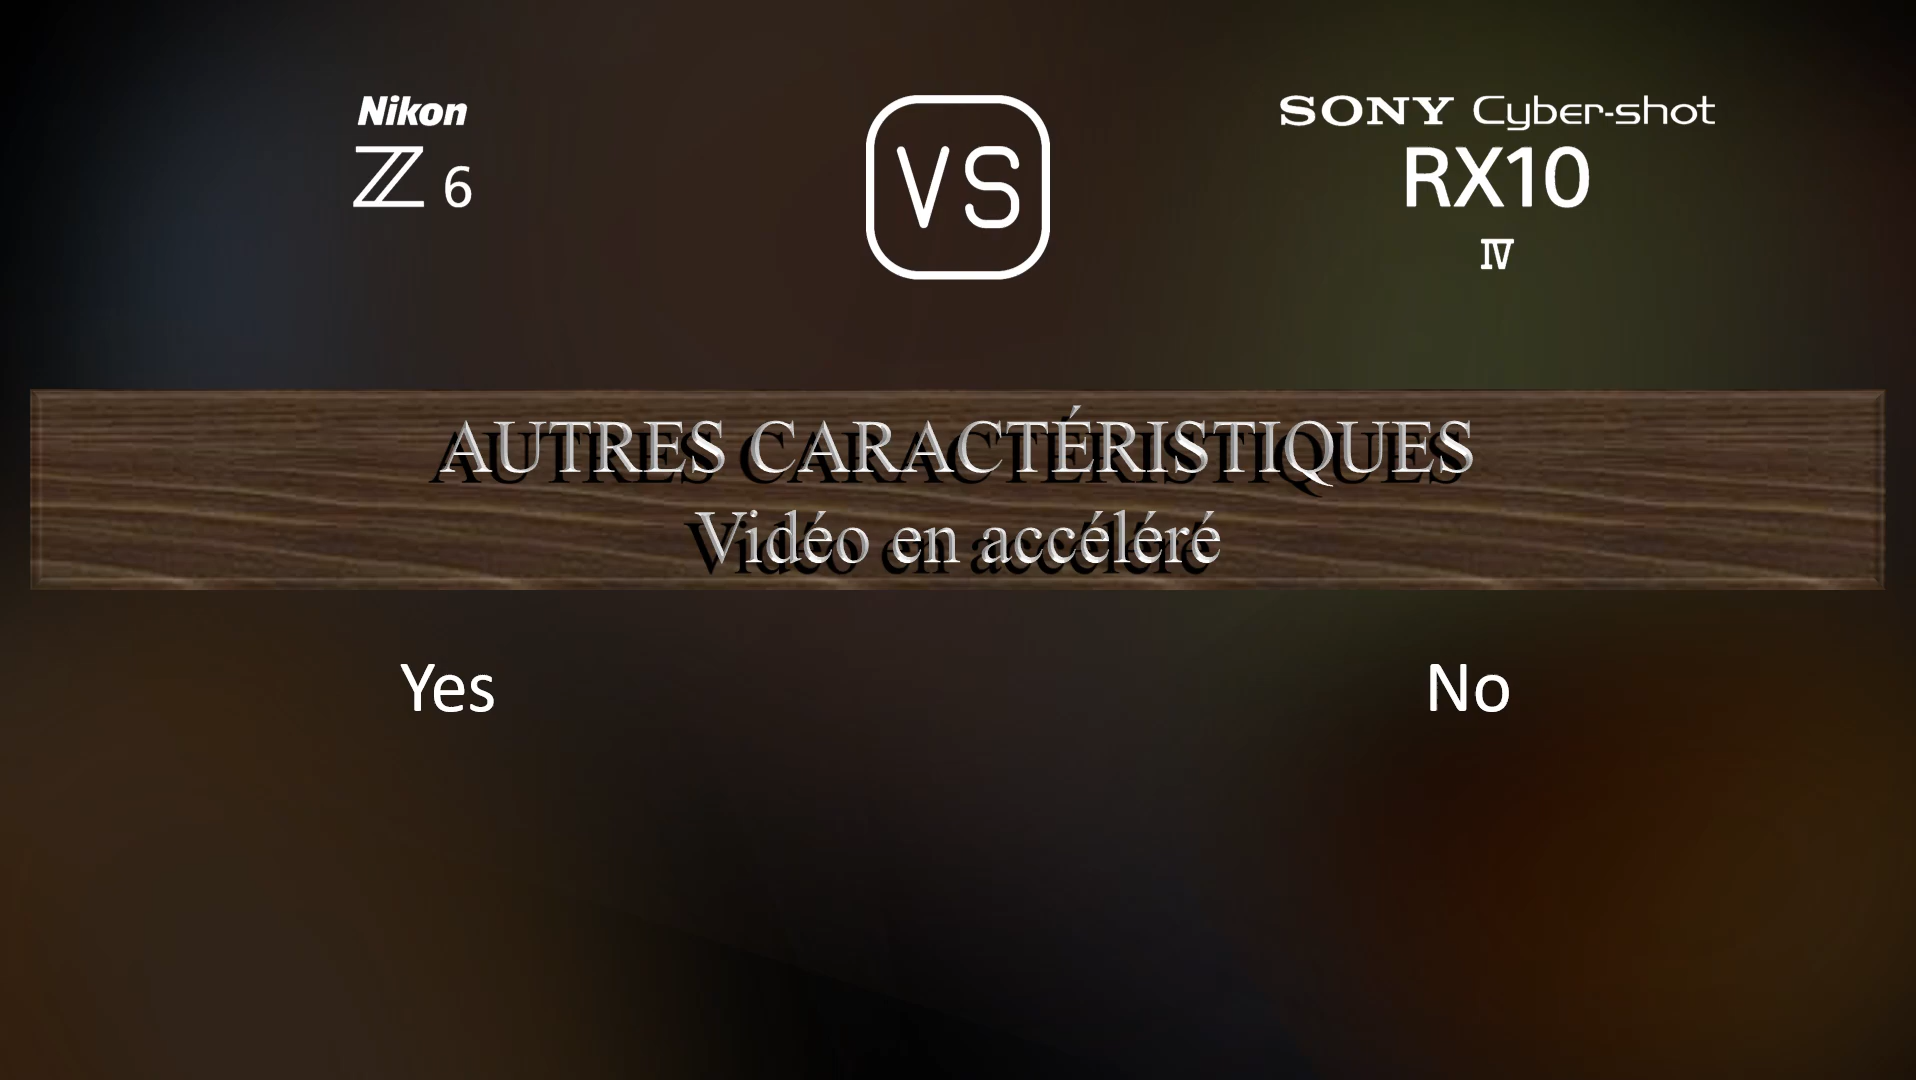 Nikon
Z 6
VS
SONY Cyber-shot
RX10
IV
AUTRES CARACTÉRISTIQUES
Vidéo en accéléré
Yes
No